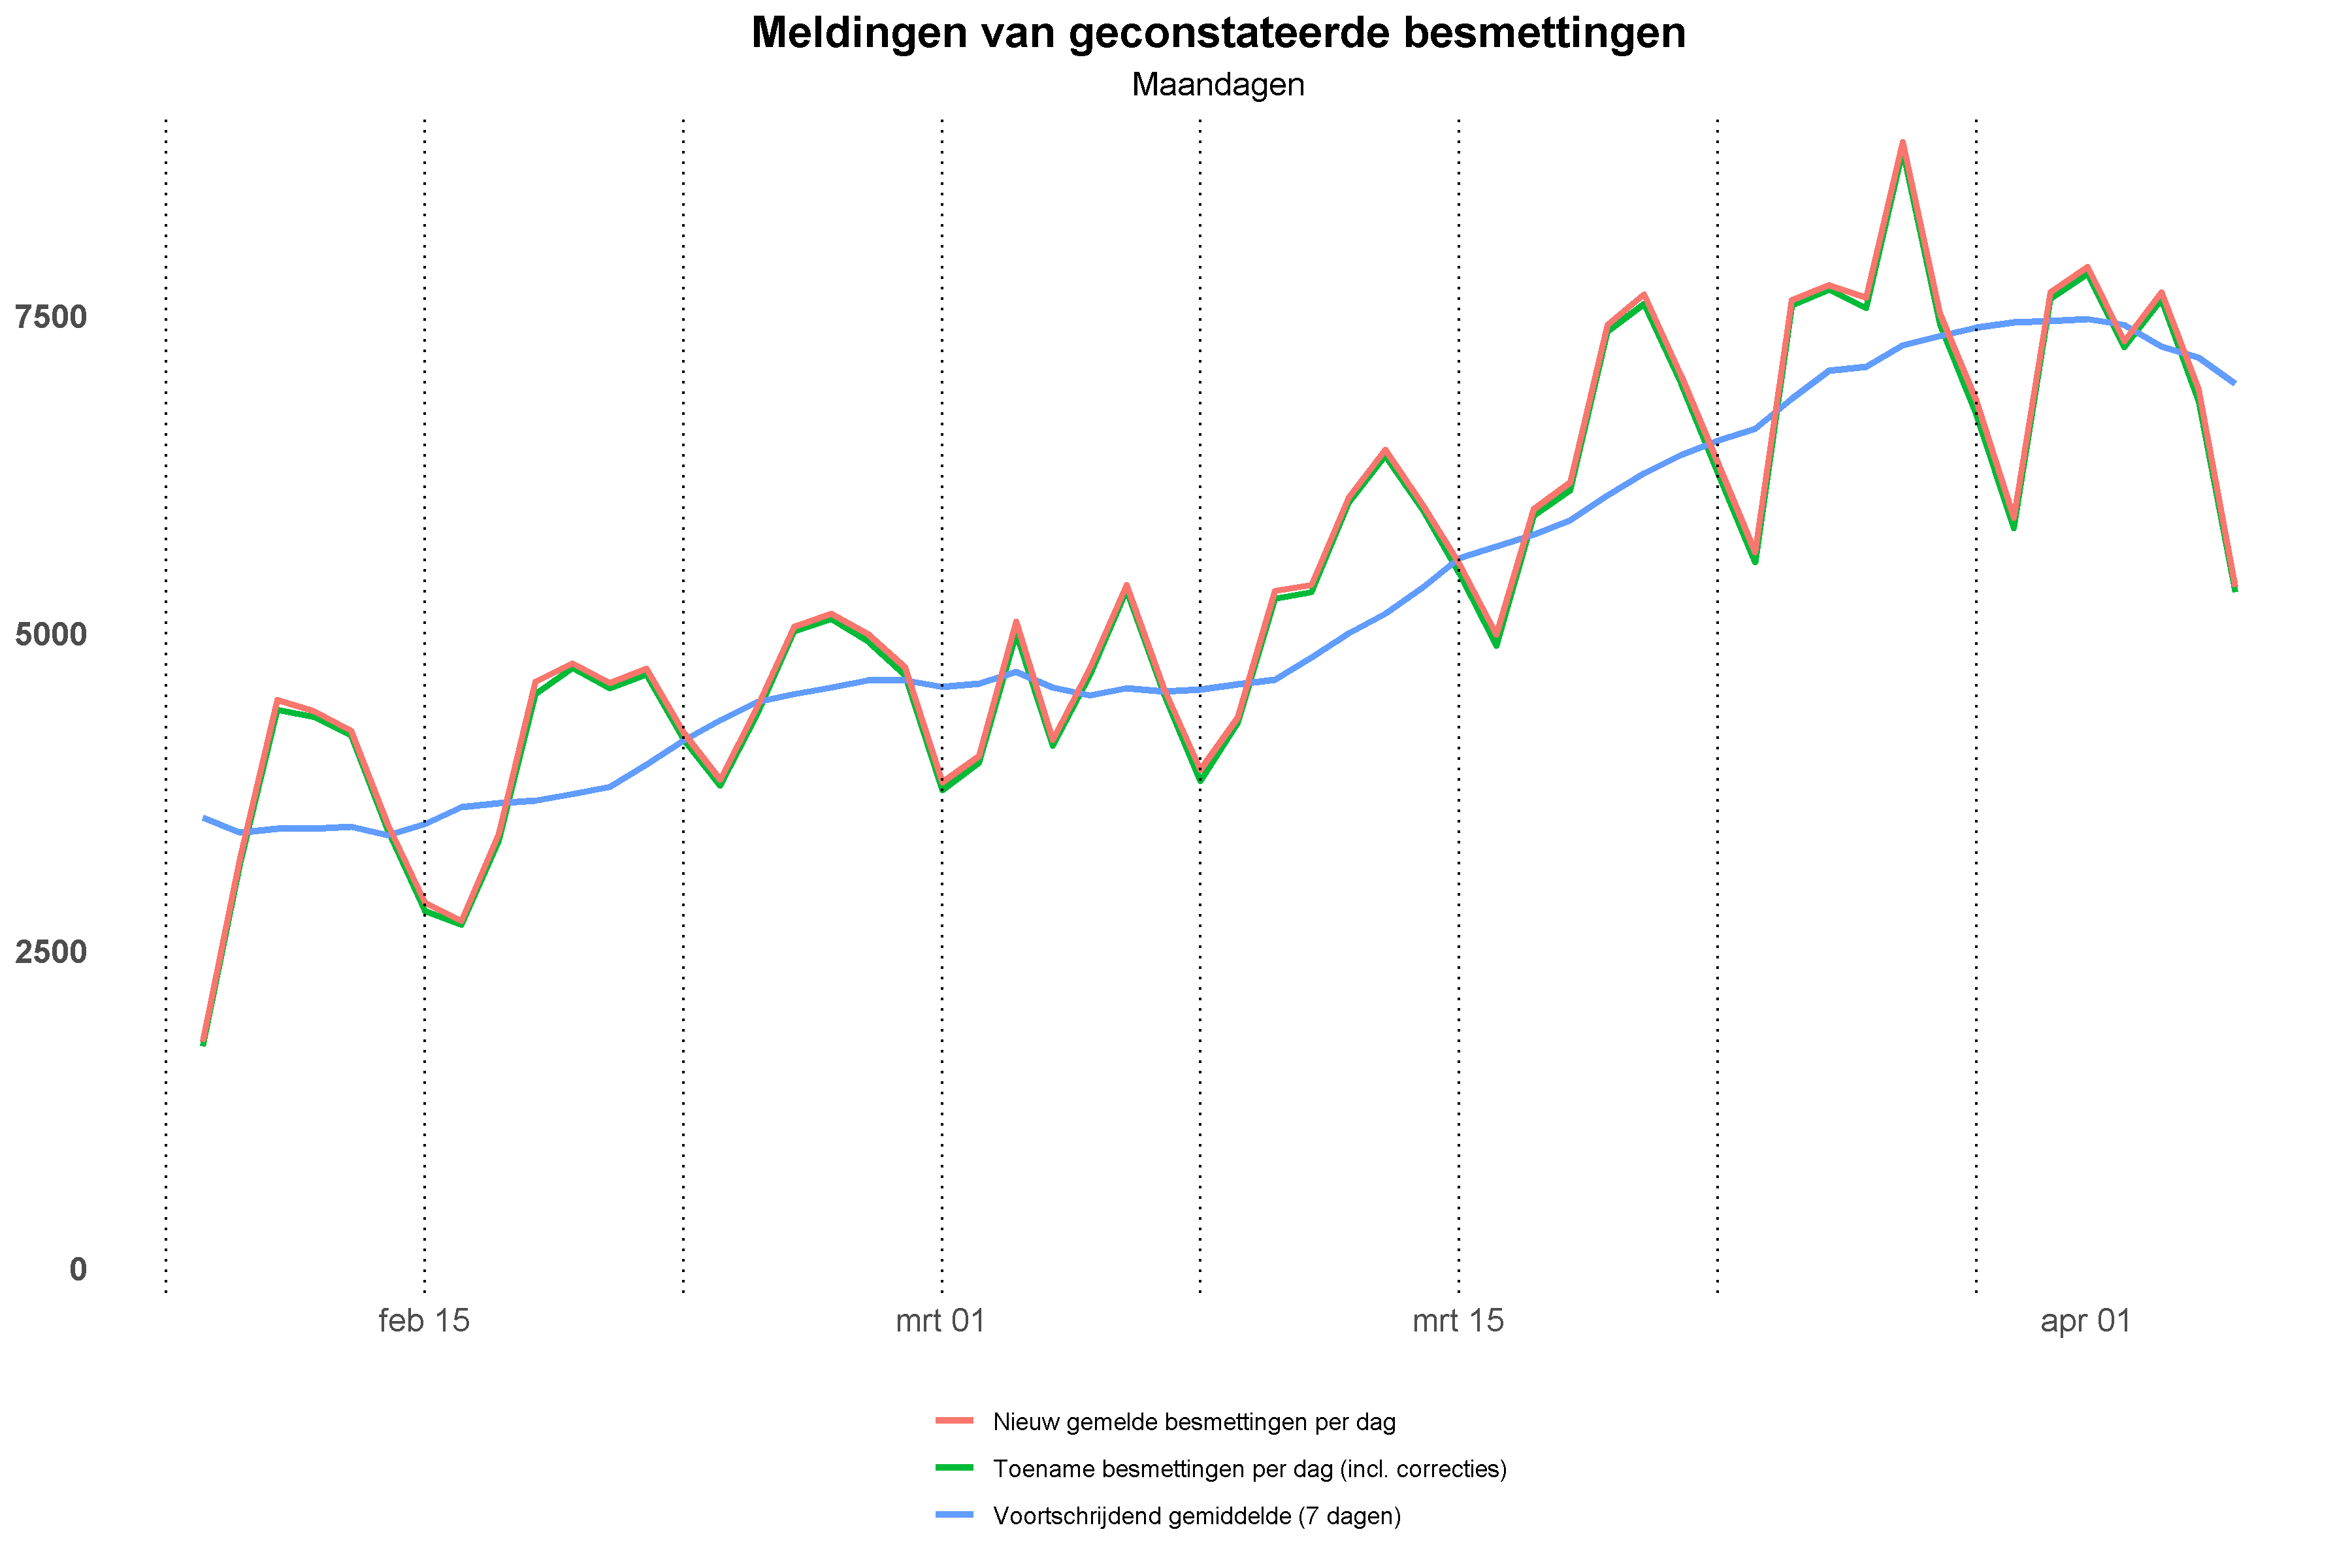 Meldingen van geconstateerde besmettingen
Maandagen
7500
5000
2500
0
feb 15 mrt 01 mrt 15 apr 01
Nieuw gemelde besmettingen per dag
Toename besmettingen per dag (incl. correcties)
Voortschrijdend gemiddelde (7 dagen)